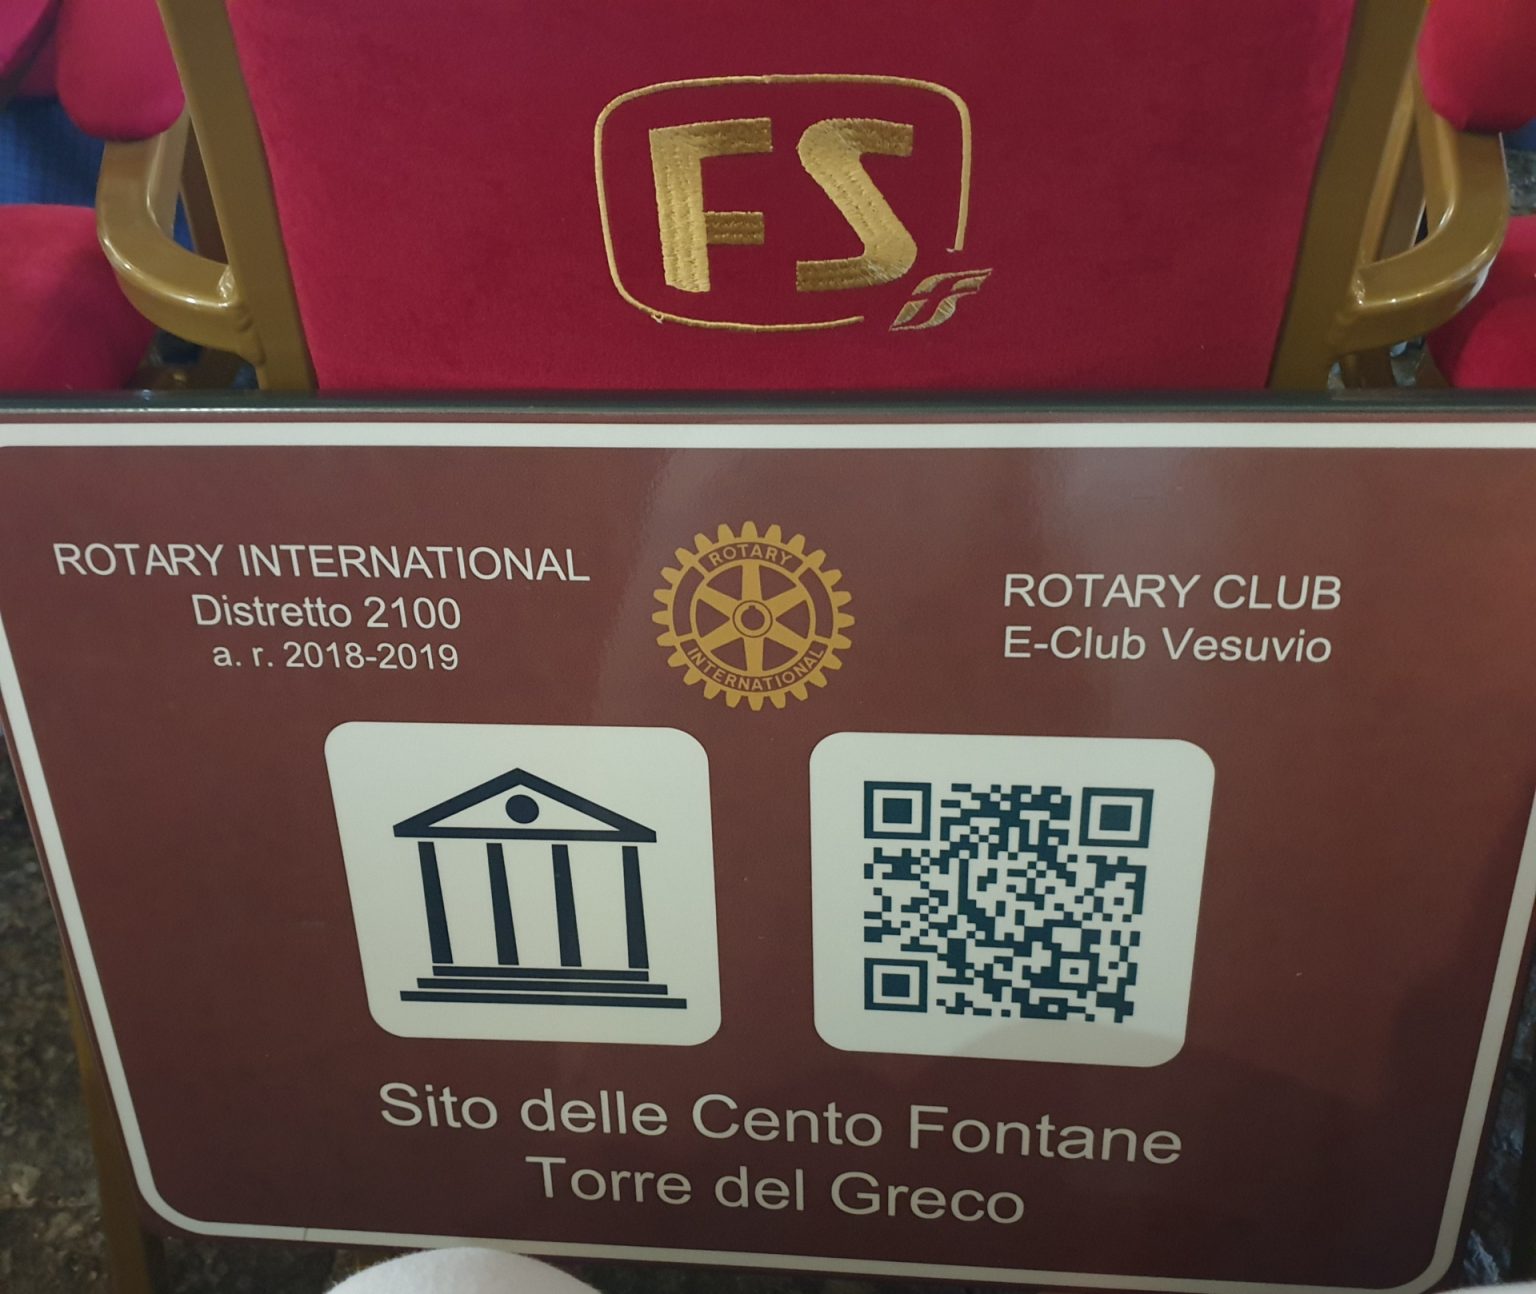 FS
ROTARY INTERNATIONAL
Distretto 2100
a. r. 2018-2019
ROTARY
INTERNATIONAL
ROTARY CLUB
E-Club Vesuvio
Sito delle Cento Fontane
Torre del Greco